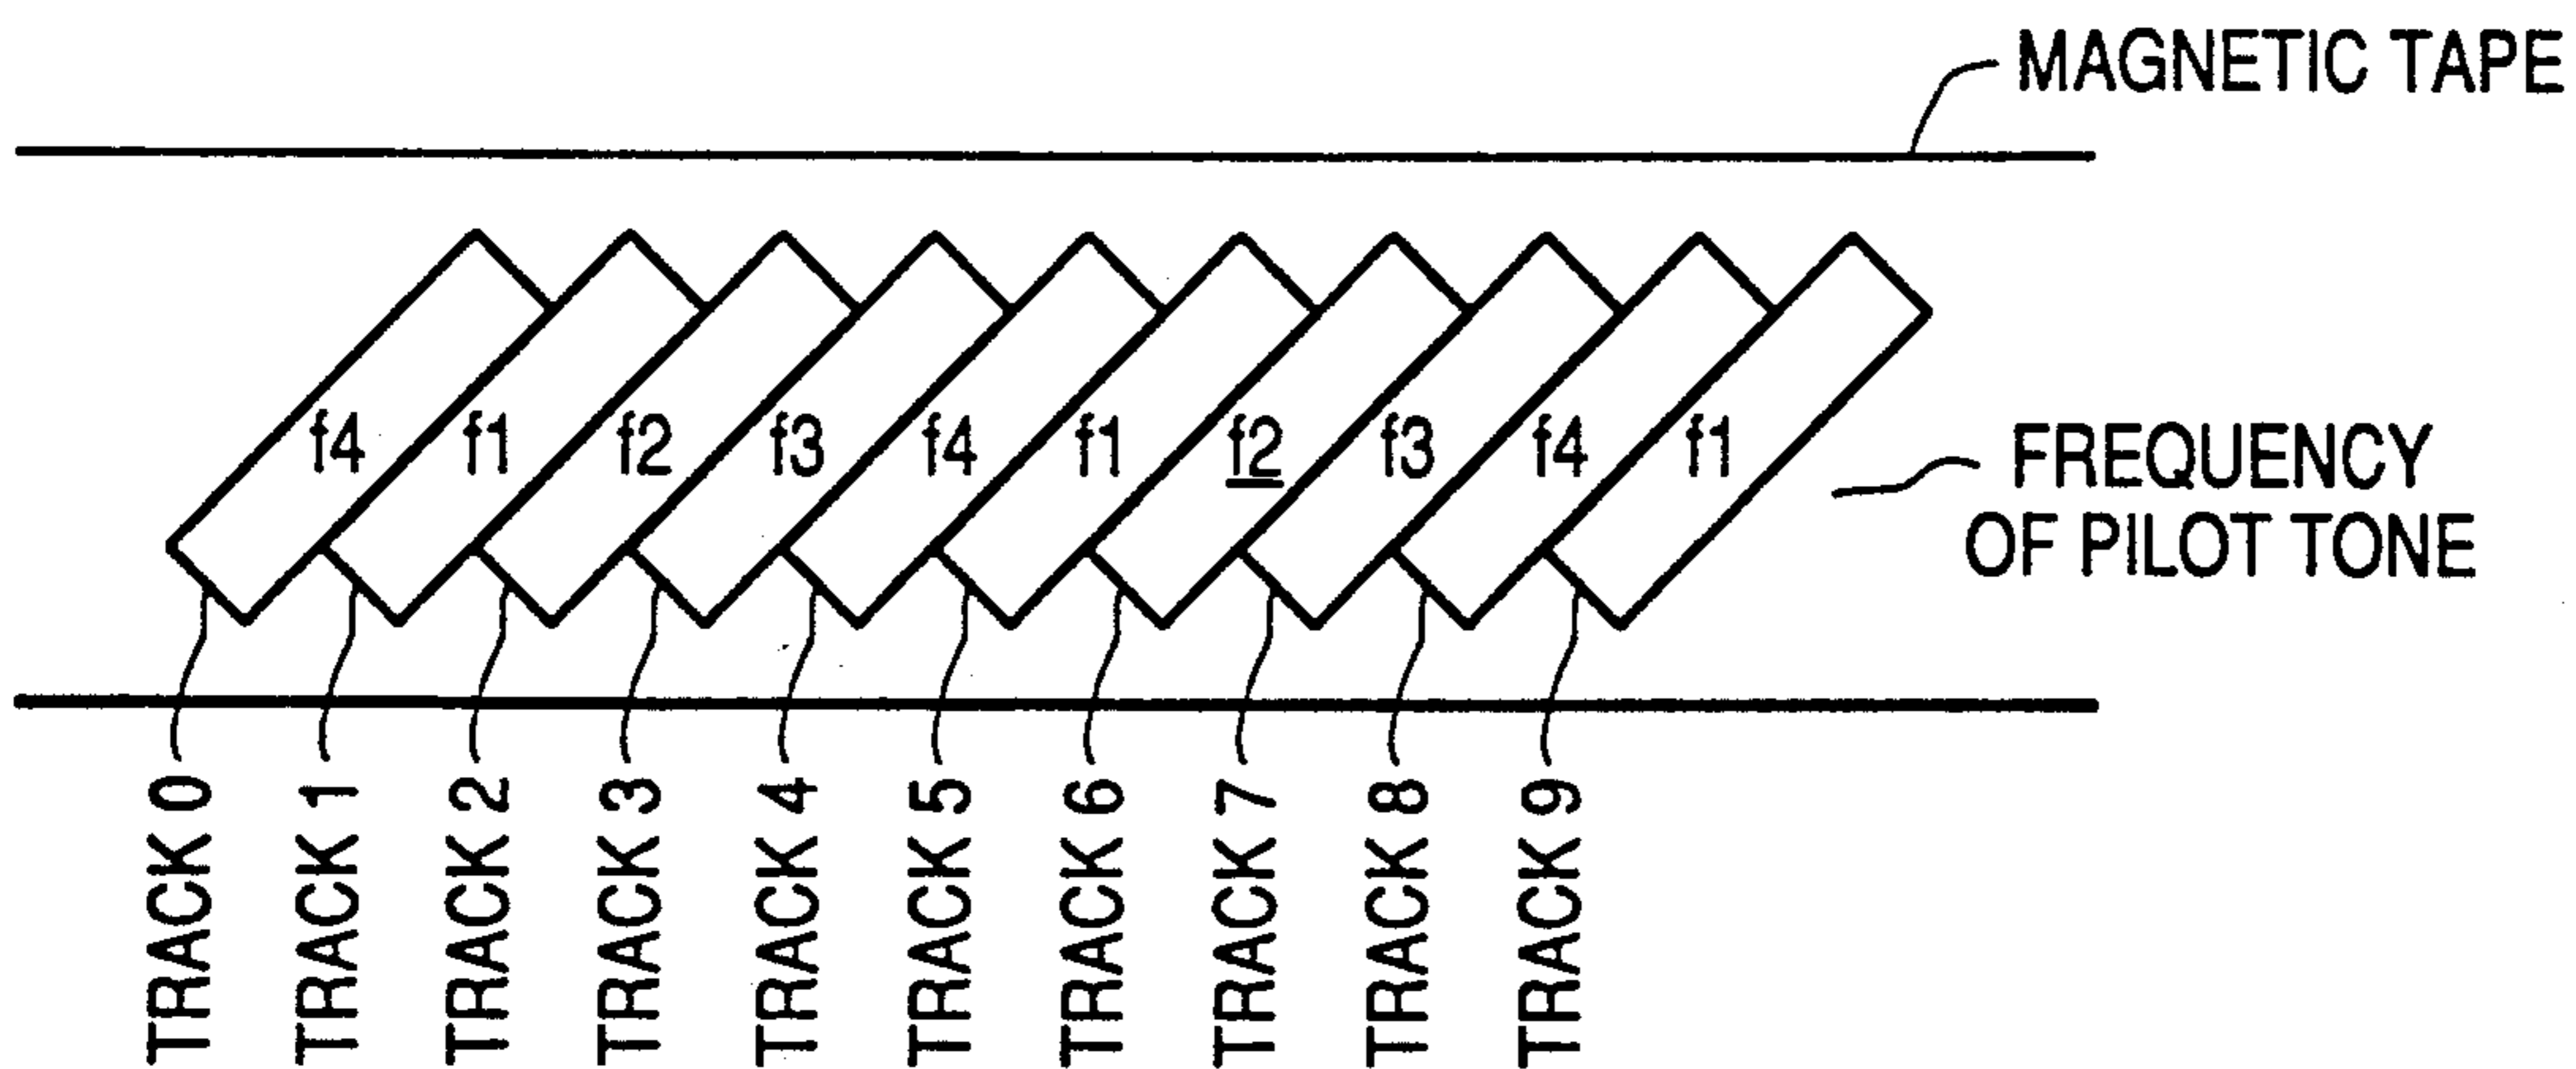 MAGNETIC TAPE
f4 f1 f2 f3 f4 f1 f2 f3 f4 f1
FREQUENCY
OF PILOT TONE
TRACK 0
TRACK 1
TRACK 2
TRACK 3
TRACK 4
TRACK 5
TRACK 6
TRACK 7
TRACK 8
TRACK 9